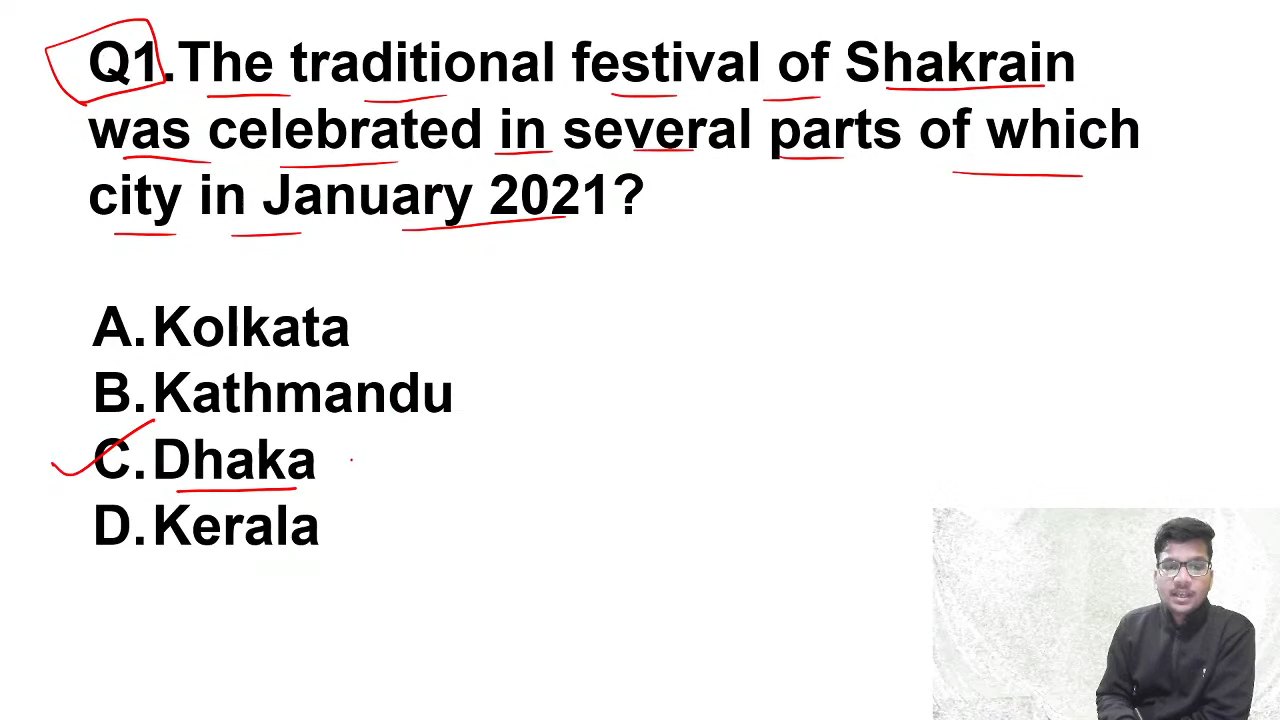 Q1.The traditional festival of Shakrain
was celebrated in several parts of which
city in January 2021?
A.Kolkata
B.Kathmandu
C.Dhaka
D.Kerala